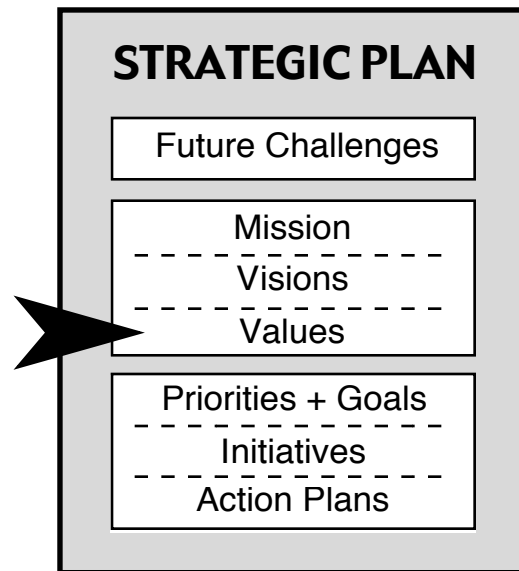 STRATEGIC PLAN
Future Challenges
Mission
Visions
Values
Priorities + Goals
Initiatives
Action Plans